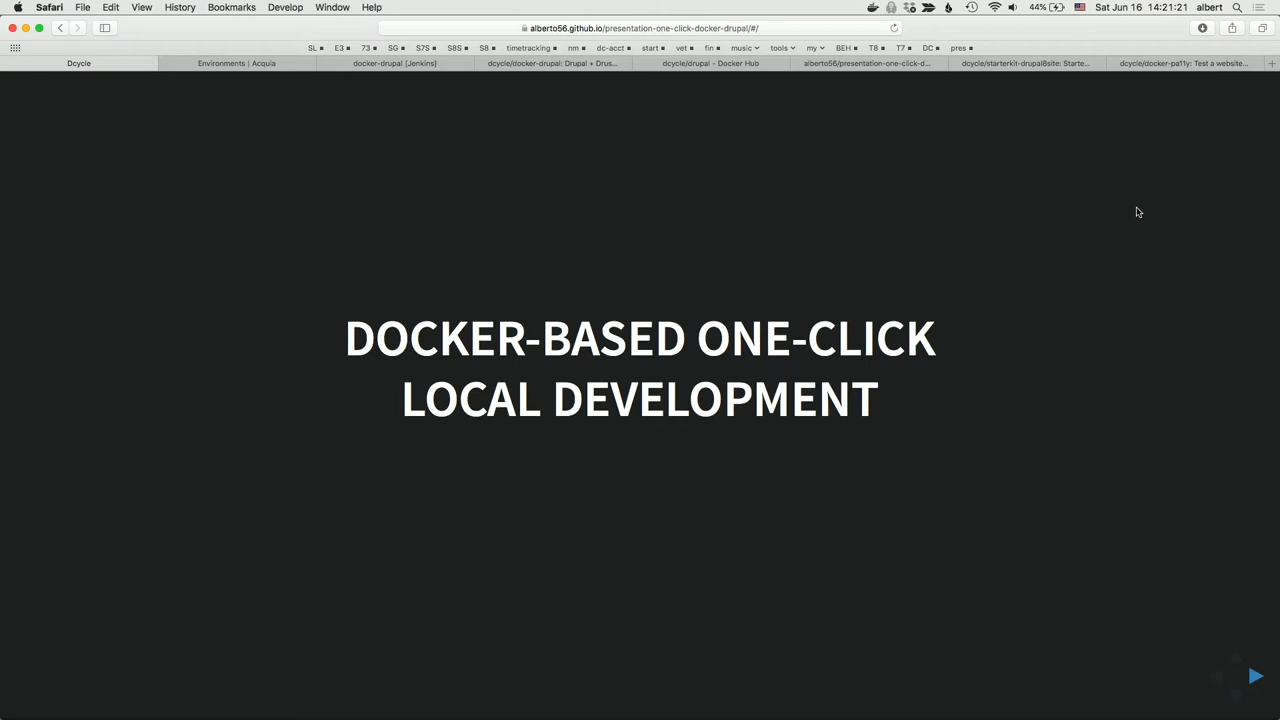 Safari File Edit View History Bookmarks Develop Window Help 44% Sat Jun 16 14:21:21 albert
alberto56.github.io/presentation-one-click-docker-drupal/#/
SL E3 73 SG S7S S8S S8 timetracking nm dc-acct start vet fin music tools my BEH T8 T7 DC pres
Dcycle Environments | Acquia docker-drupal [Jenkins] dcycle/docker-drupal: Drupal + Drus... dcycle/drupal - Docker Hub alberto56/presentation-one-click-d... dcycle/starterkit-drupal8site: Starte... dcycle/docker-pa11y: Test a website...
DOCKER-BASED ONE-CLICK
LOCAL DEVELOPMENT